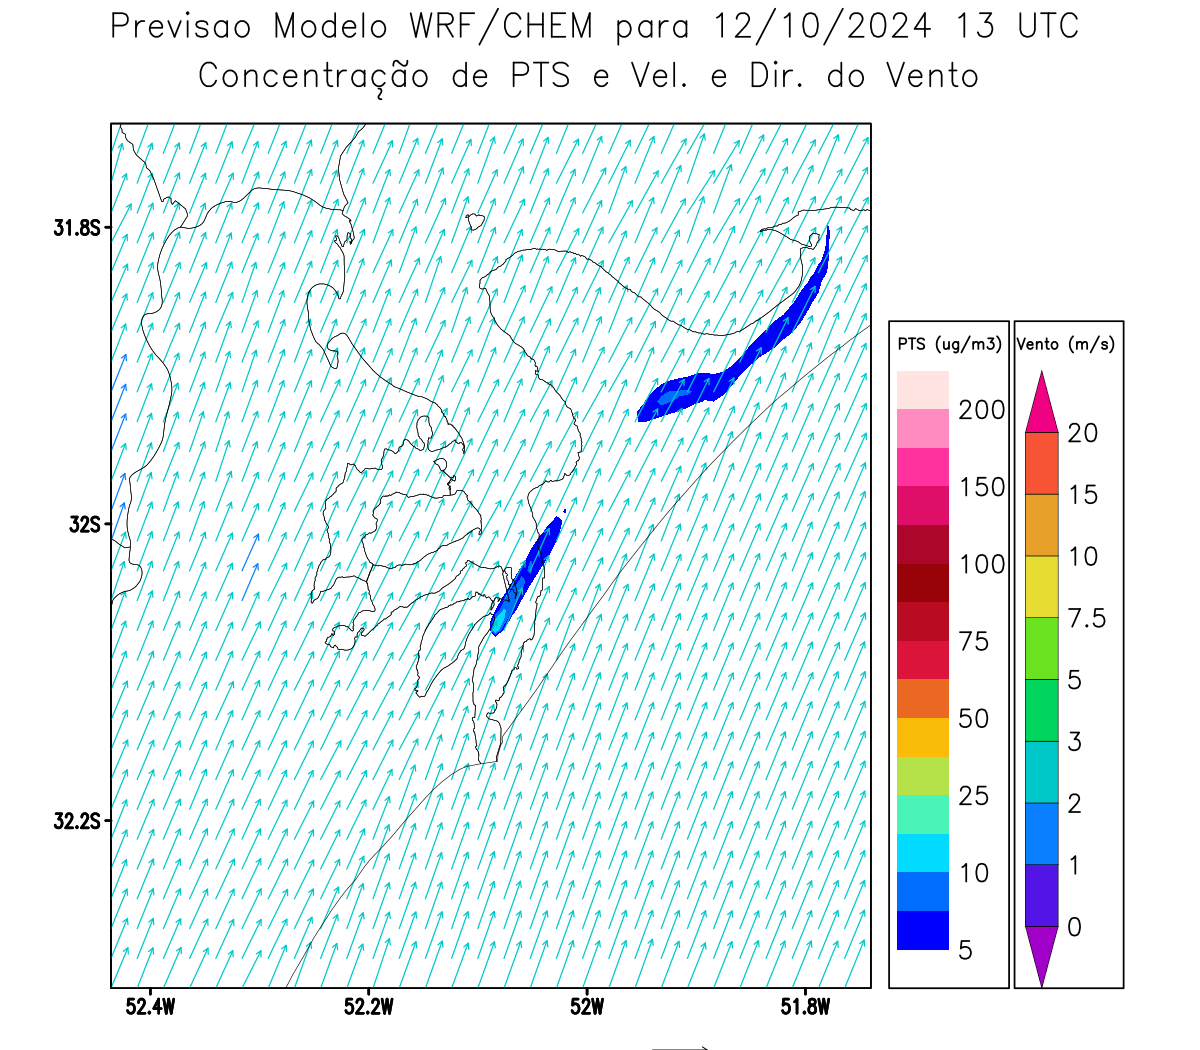 Previsao Modelo WRF/CHEM para 12/10/2024 13 UTC
Concentração de PTS e Vel. e Dir. do Vento
31.8S
32S
32.2S
52.4W
52.2W
52W
51.8W
PTS (ug/m3)
200
150
100
75
50
25
10
5
Vento (m/s)
20
15
10
7.5
5
3
2
1
0